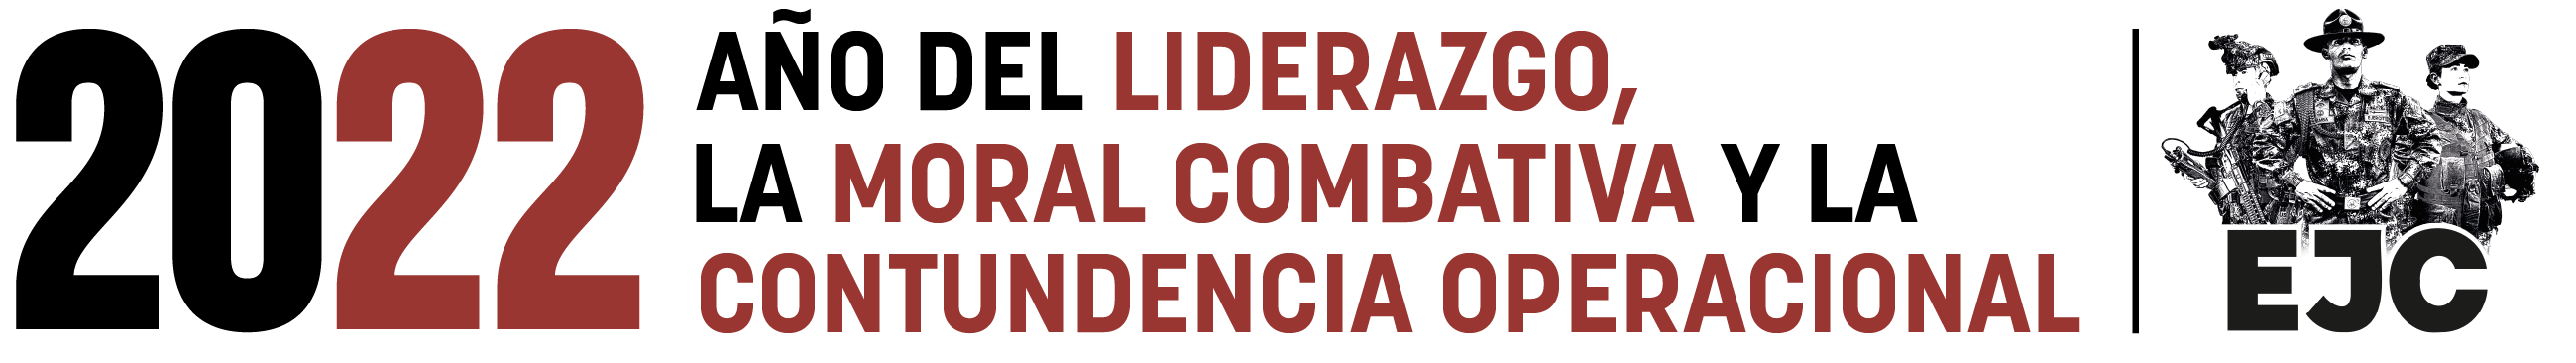 2022
AÑO DEL LIDERAZGO,
LA MORAL COMBATIVA Y LA
CONTUNDENCIA OPERACIONAL
EJC